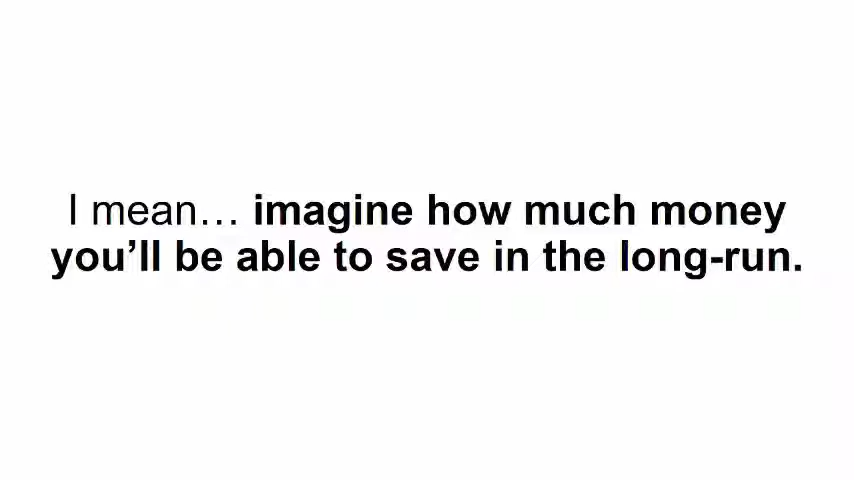 I mean… imagine how much money
you’ll be able to save in the long-run.